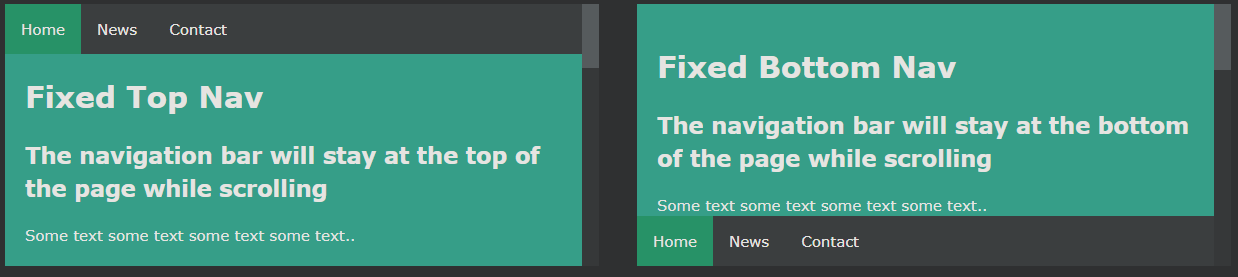 Home News Contact
Fixed Top Nav
The navigation bar will stay at the top of
the page while scrolling
Some text some text some text some text..
Fixed Bottom Nav
The navigation bar will stay at the bottom
of the page while scrolling
Some text some text some text some text..
Home News Contact